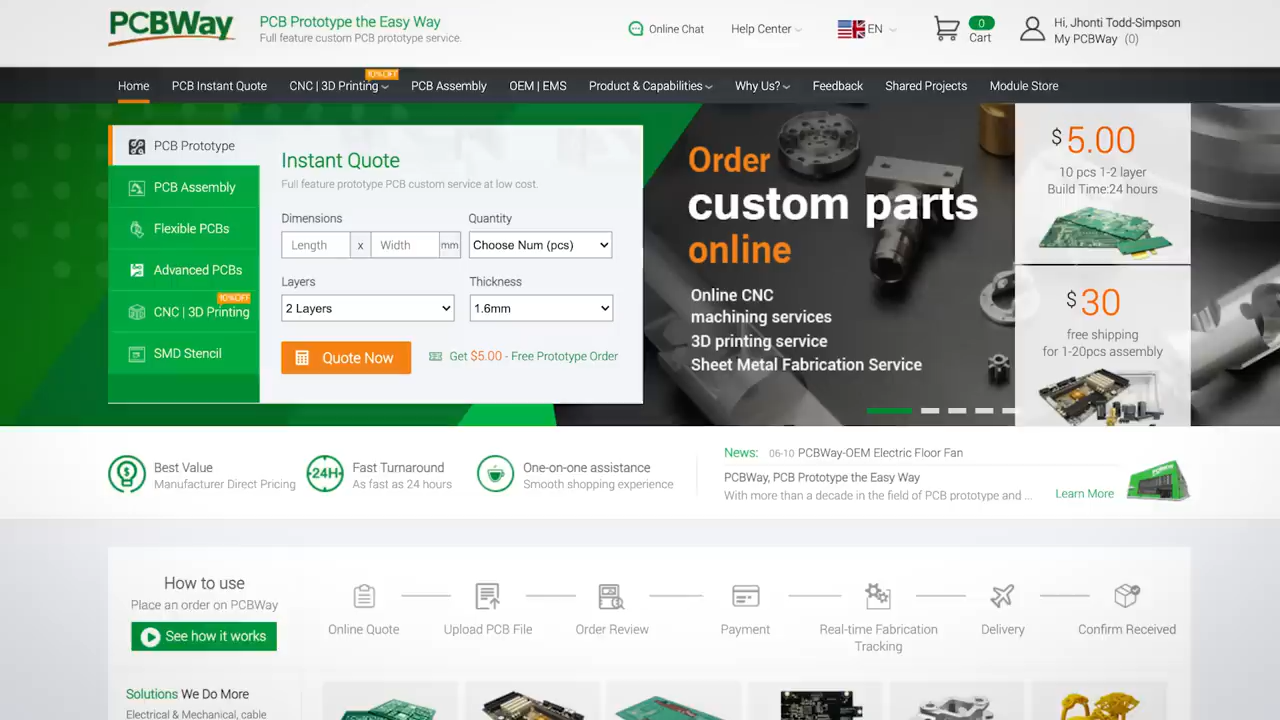 PCBWay
PCB Prototype the Easy Way
Full feature custom PCB prototype service.
Online Chat
Help Center
EN
0
Cart
Hi, Jhonti Todd-Simpson
My PCBWay (0)
Home
PCB Instant Quote
CNC | 3D Printing
10%OFF
PCB Assembly
OEM | EMS
Product & Capabilities
Why Us?
Feedback
Shared Projects
Module Store
PCB Prototype
PCB Assembly
Flexible PCBs
Advanced PCBs
10%OFF
CNC | 3D Printing
SMD Stencil
Instant Quote
Full feature prototype PCB custom service at low cost.
Dimensions
Quantity
Length x Width mm
Choose Num (pcs)
Layers
Thickness
2 Layers
1.6mm
Quote Now
Get $5.00 - Free Prototype Order
Order
custom parts
online
Online CNC
machining services
3D printing service
Sheet Metal Fabrication Service
$5.00
10 pcs 1-2 layer
Build Time:24 hours
$30
free shipping
for 1-20pcs assembly
Best Value
Manufacturer Direct Pricing
24H
Fast Turnaround
As fast as 24 hours
One-on-one assistance
Smooth shopping experience
News: 06-10 PCBWay-OEM Electric Floor Fan
PCBWay, PCB Prototype the Easy Way
With more than a decade in the field of PCB prototype and ...
Learn More
How to use
Place an order on PCBWay
See how it works
Online Quote
Upload PCB File
Order Review
Payment
Real-time Fabrication
Tracking
Delivery
Confirm Received
Solutions We Do More
Electrical & Mechanical, cable